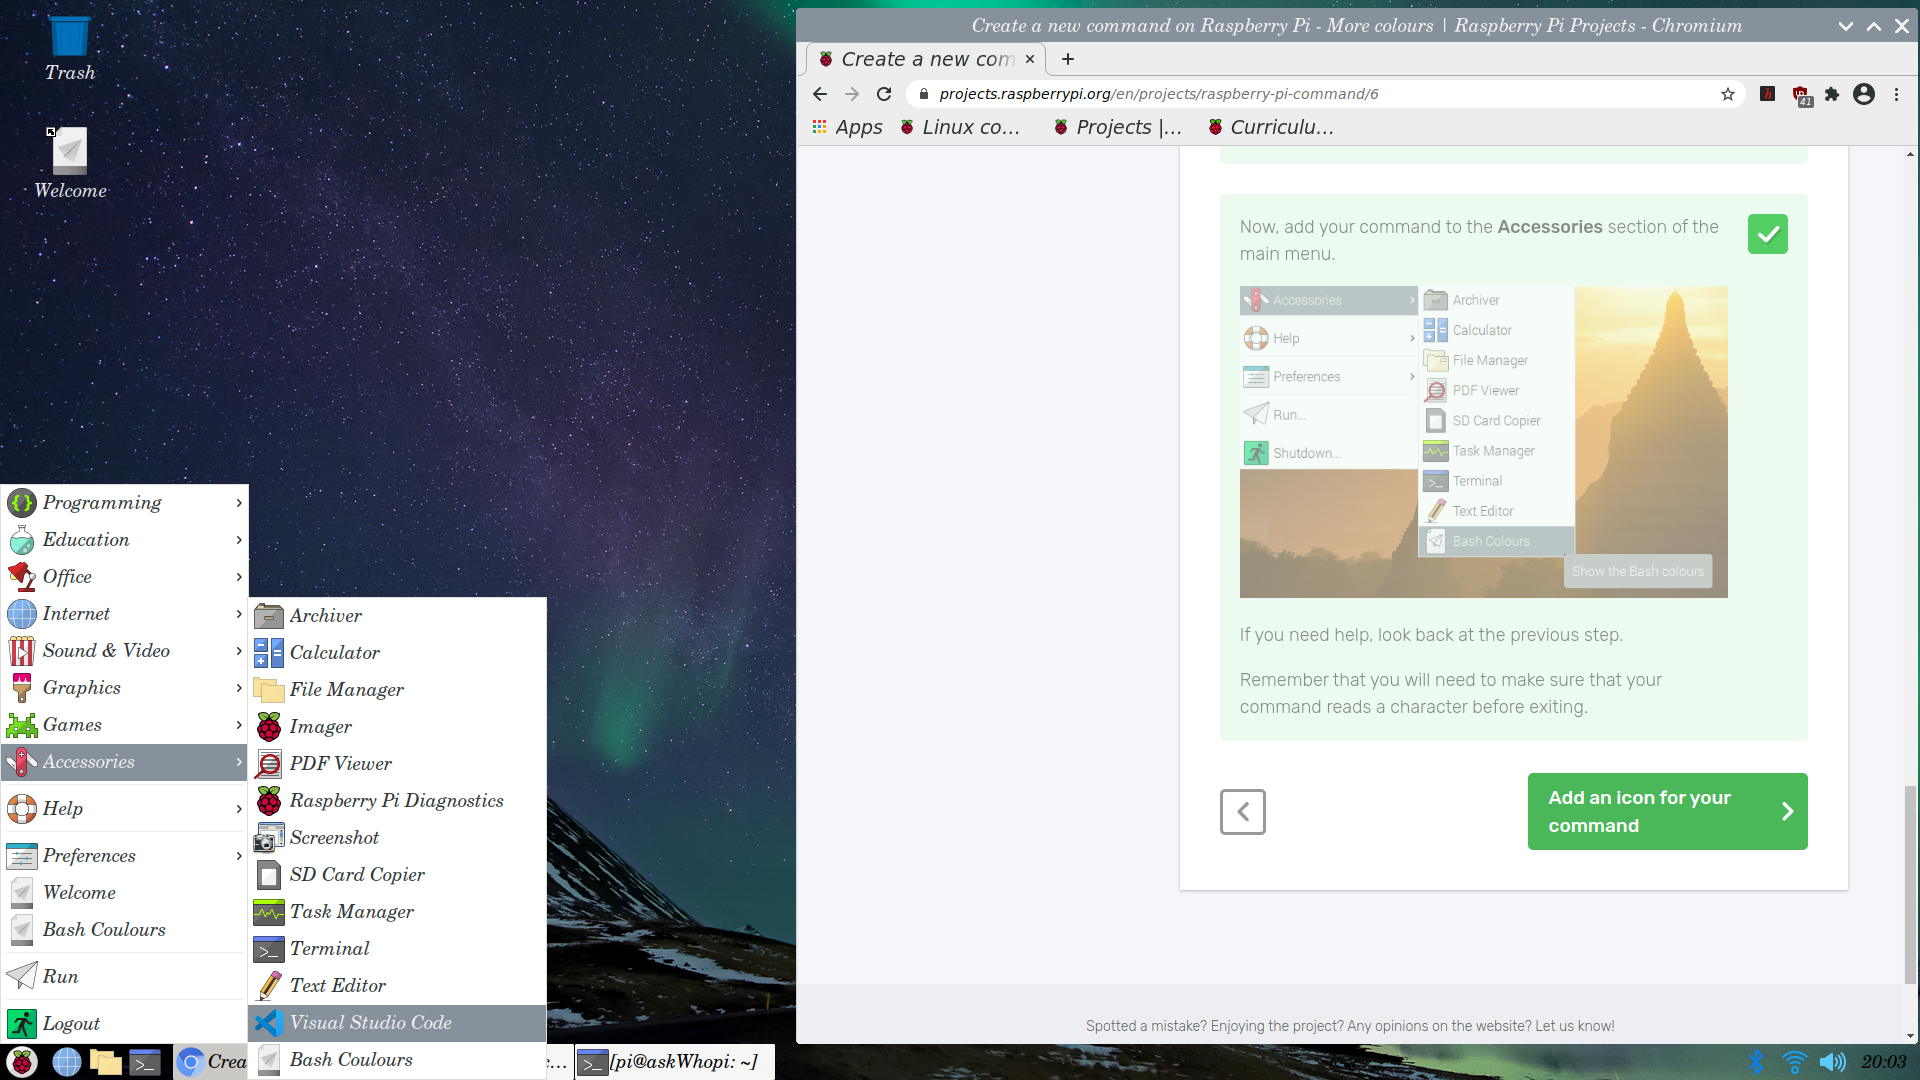 Trash
Welcome
Programming
Education
Office
Internet
Sound & Video
Graphics
Games
Accessories
Help
Preferences
Welcome
Bash Coulours
Run
Logout
Archiver
Calculator
File Manager
Imager
PDF Viewer
Raspberry Pi Diagnostics
Screenshot
SD Card Copier
Task Manager
Terminal
Text Editor
Visual Studio Code
Bash Coulours
Crea
[pi@askWhopi: ~]
Create a new command on Raspberry Pi - More colours | Raspberry Pi Projects - Chromium
Create a new com
projects.raspberrypi.org/en/projects/raspberry-pi-command/6
41
Apps
Linux co...
Projects |...
Curriculu...
Now, add your command to the Accessories section of the
main menu.
Accessories
Help
Preferences
Run...
Shutdown...
Archiver
Calculator
File Manager
PDF Viewer
SD Card Copier
Task Manager
Terminal
Text Editor
Bash Colours
Show the Bash colours
If you need help, look back at the previous step.
Remember that you will need to make sure that your
command reads a character before exiting.
Add an icon for your
command
Spotted a mistake? Enjoying the project? Any opinions on the website? Let us know!
20:03